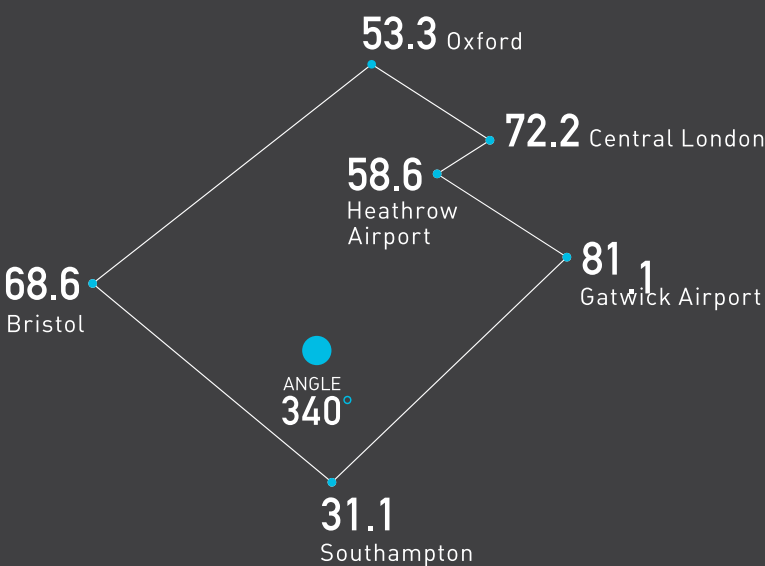 53.3 Oxford
72.2 Central London
58.6
Heathrow
Airport
81.1
Gatwick Airport
68.6
Bristol
ANGLE
340°
31.1
Southampton